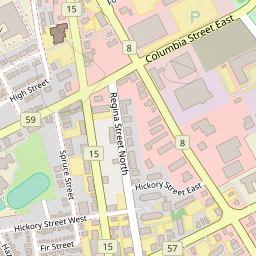 15
8
Columbia Street East
P
High Street
59
Regina Street North
8
15
Spruce Street
Hickory Street East
Hickory Street West
Fir Street
15
57